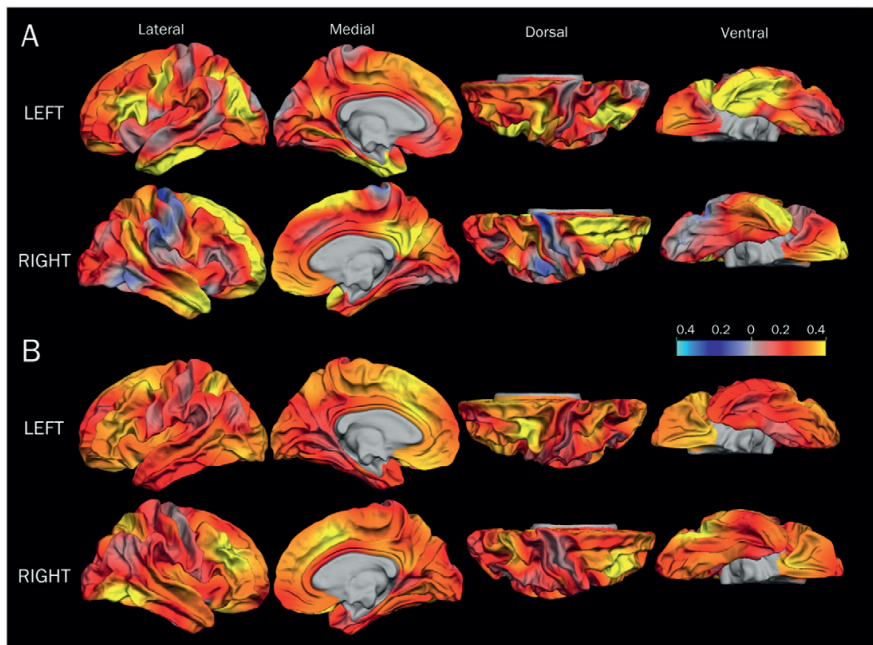 A
Lateral Medial Dorsal Ventral
LEFT
RIGHT
0.4 0.2 0 0.2 0.4
B
LEFT
RIGHT